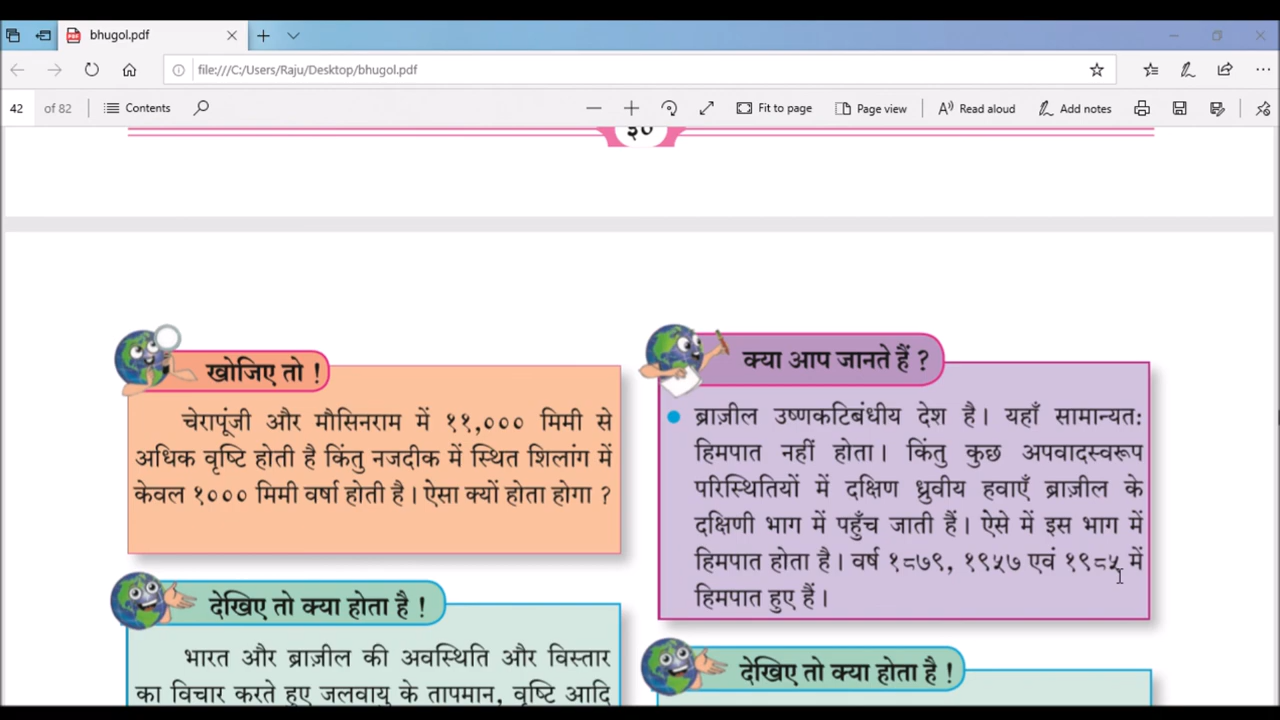 bhugol.pdf
file:///C:/Users/Raju/Desktop/bhugol.pdf
42 of 82 Contents Fit to page Page view Read aloud Add notes
३०
खोजिए तो !
चेरापूंजी और मौसिनराम में ११,००० मिमी से
अधिक वृष्टि होती है किंतु नजदीक में स्थित शिलांग में
केवल १००० मिमी वर्षा होती है। ऐसा क्यों होता होगा ?
देखिए तो क्या होता है !
भारत और ब्राज़ील की अवस्थिति और विस्तार
का विचार करते हुए जलवायु के तापमान, वृष्टि आदि
क्या आप जानते हैं ?
ब्राज़ील उष्णकटिबंधीय देश है। यहाँ सामान्यत:
हिमपात नहीं होता। किंतु कुछ अपवादस्वरूप
परिस्थितियों में दक्षिण ध्रुवीय हवाएँ ब्राज़ील के
दक्षिणी भाग में पहुँच जाती हैं। ऐसे में इस भाग में
हिमपात होता है। वर्ष १८७९, १९५७ एवं १९८५ में
हिमपात हुए हैं।
देखिए तो क्या होता है !